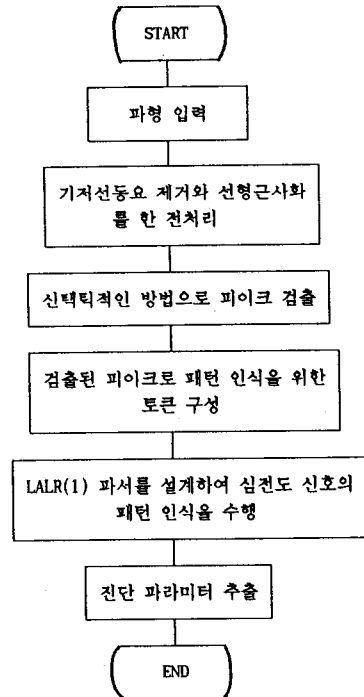 START
파형 입력
기저선동요 제거와 선형근사화
를 한 전처리
신택틱적인 방법으로 피이크 검출
검출된 피이크로 패턴 인식을 위한
토큰 구성
LALR(1) 파서를 설계하여 심전도 신호의
패턴 인식을 수행
진단 파라미터 추출
END